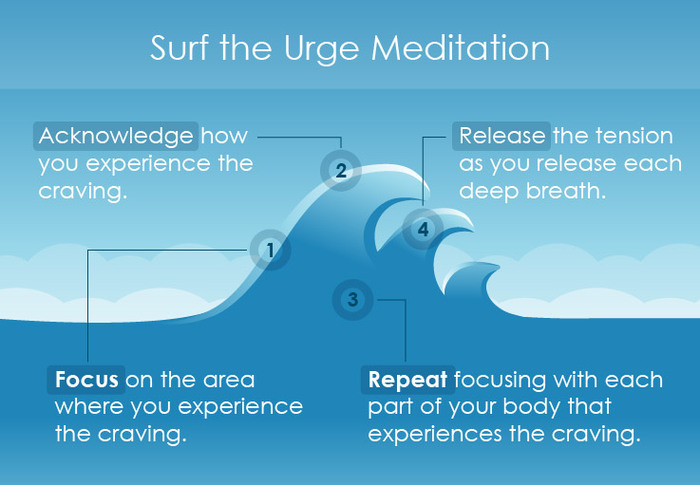 Surf the Urge Meditation
Acknowledge how
you experience the
craving.
Release the tension
as you release each
deep breath.
2
4
1
3
Focus on the area
where you experience
the craving.
Repeat focusing with each
part of your body that
experiences the craving.